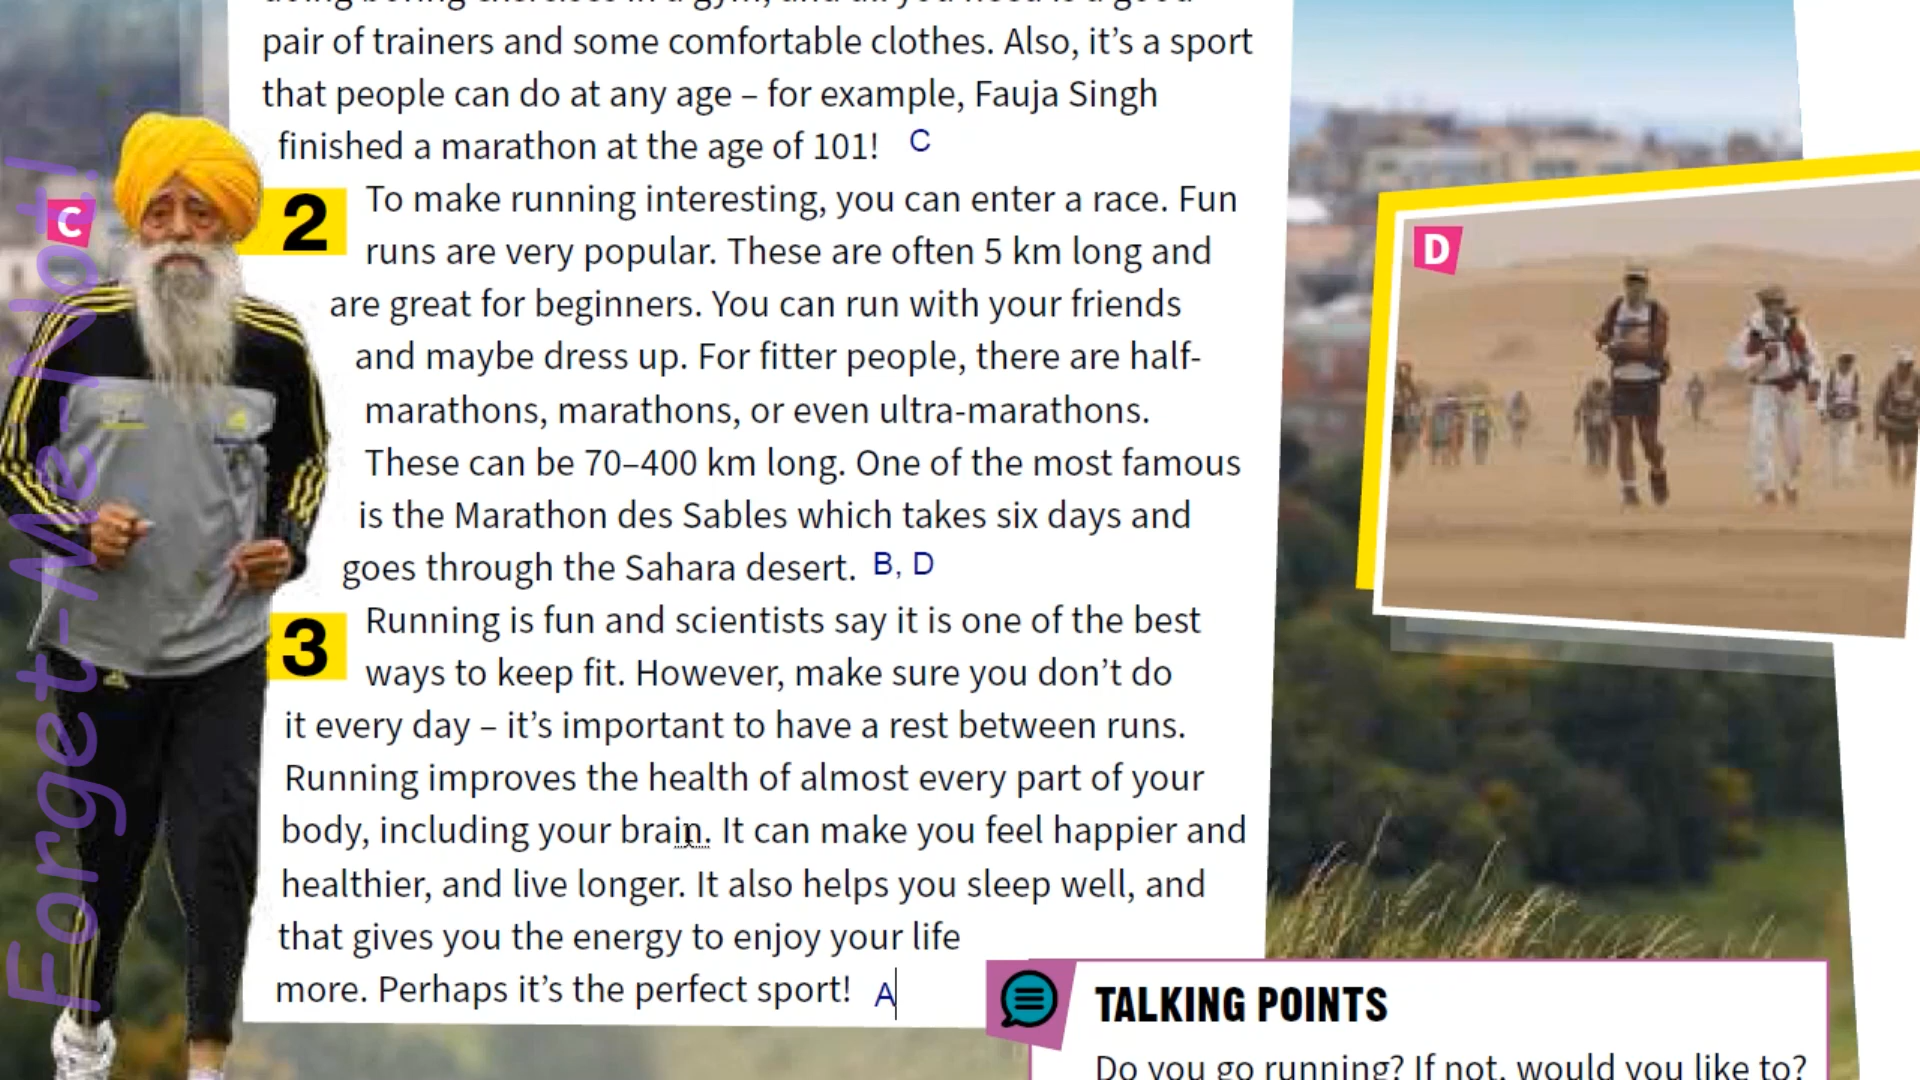 pair of trainers and some comfortable clothes. Also, it's a sport
that people can do at any age – for example, Fauja Singh
finished a marathon at the age of 101! C
2 To make running interesting, you can enter a race. Fun
runs are very popular. These are often 5 km long and
are great for beginners. You can run with your friends
and maybe dress up. For fitter people, there are half-
marathons, marathons, or even ultra-marathons.
These can be 70–400 km long. One of the most famous
is the Marathon des Sables which takes six days and
goes through the Sahara desert. B, D
3 Running is fun and scientists say it is one of the best
ways to keep fit. However, make sure you don't do
it every day – it's important to have a rest between runs.
Running improves the health of almost every part of your
body, including your brain. It can make you feel happier and
healthier, and live longer. It also helps you sleep well, and
that gives you the energy to enjoy your life
more. Perhaps it's the perfect sport! A
C
D
Forget-Me-Not!
TALKING POINTS
Do you go running? If not, would you like to?